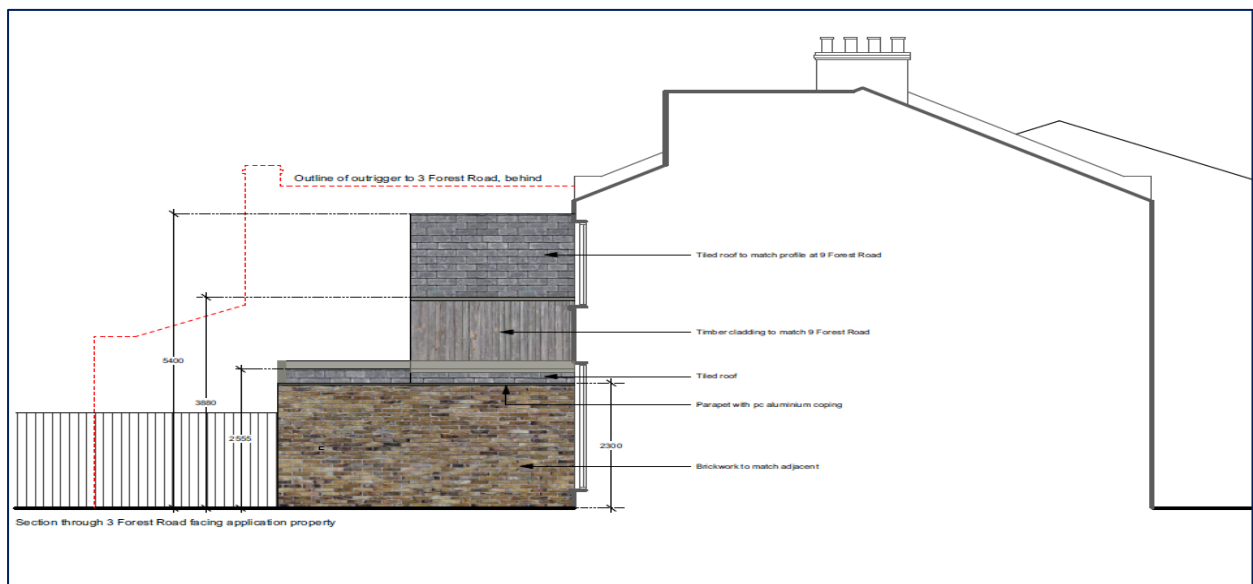 Outline of outrigger to 3 Forest Road, behind
Tiled roof to match profile at 9 Forest Road
Timber cladding to match 9 Forest Road
5400
Tiled roof
3880
Parapet with pc aluminium coping
2555
2300
Brickwork to match adjacent
Section through 3 Forest Road facing application property